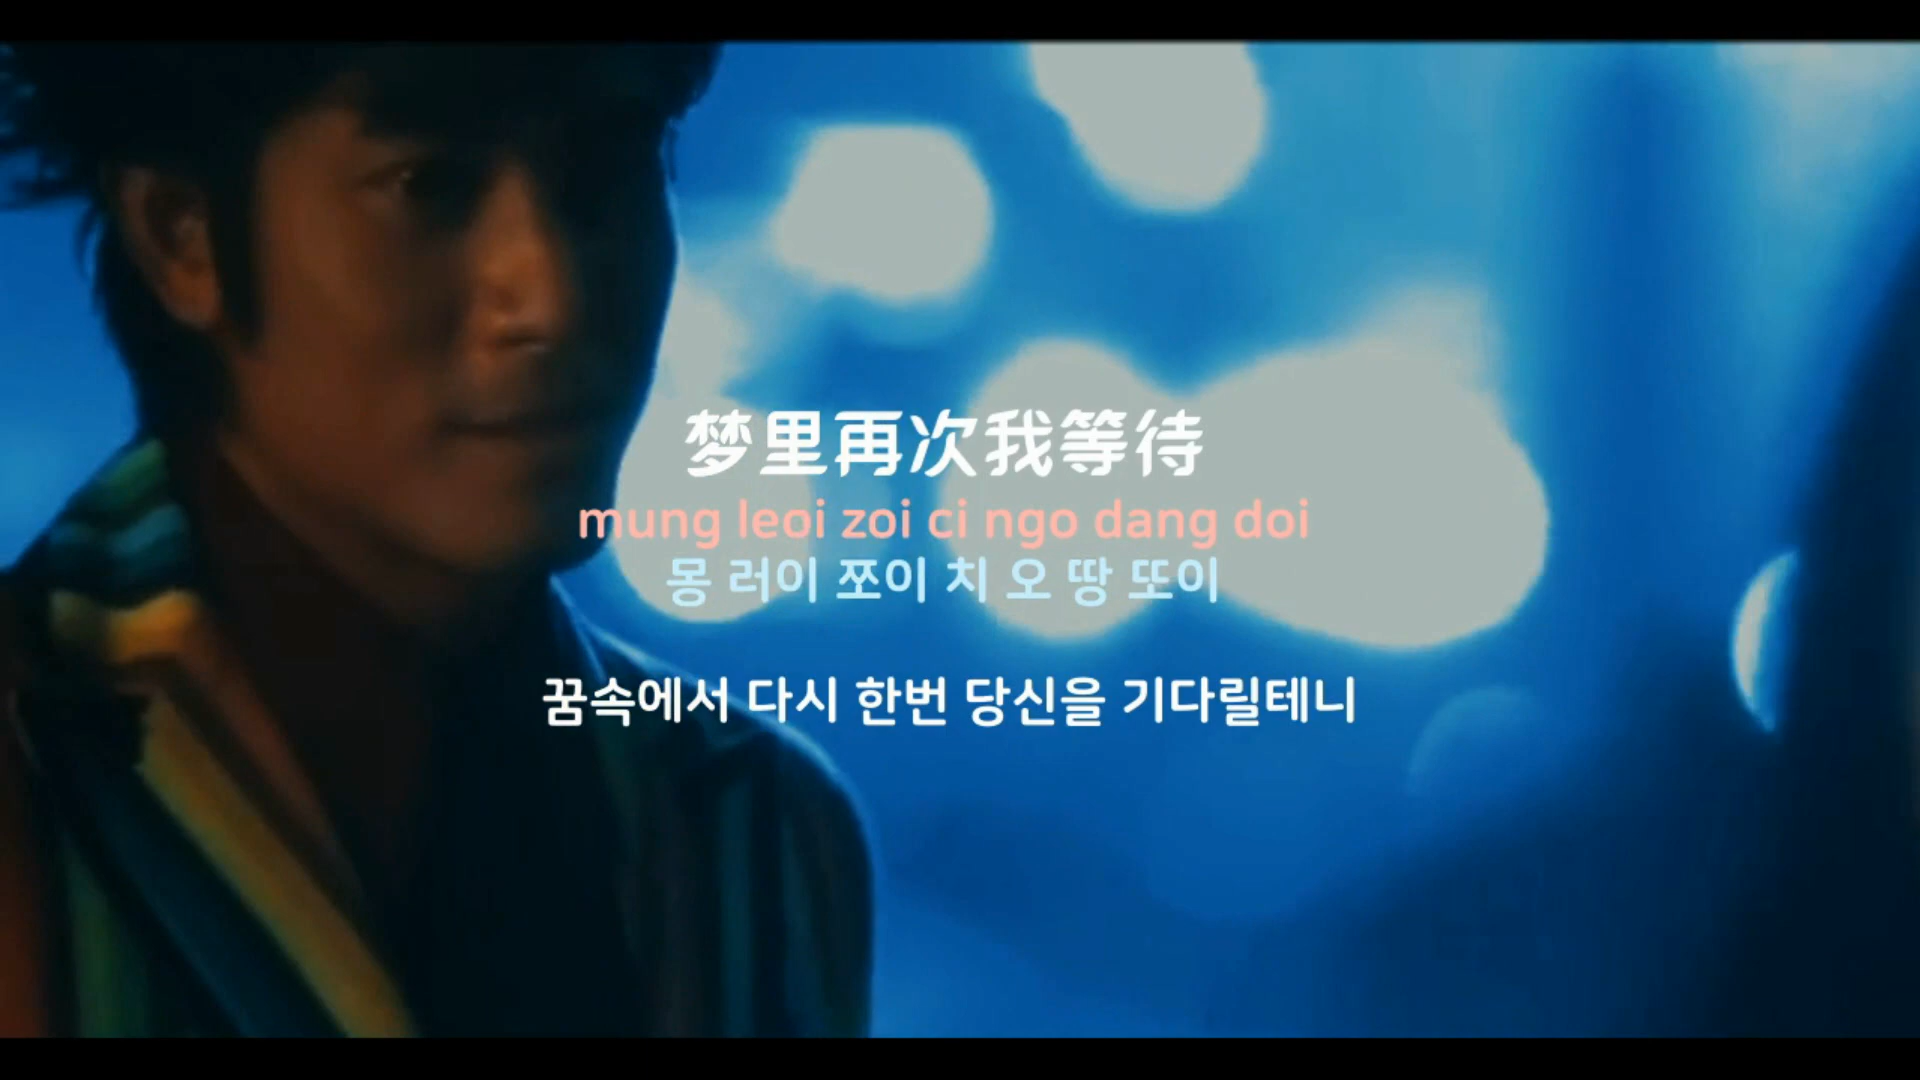 梦里再次我等待
mung leoi zoi ci ngo dang doi
몽 러이 쪼이 치 오 땅 또이
꿈속에서 다시 한번 당신을 기다릴테니